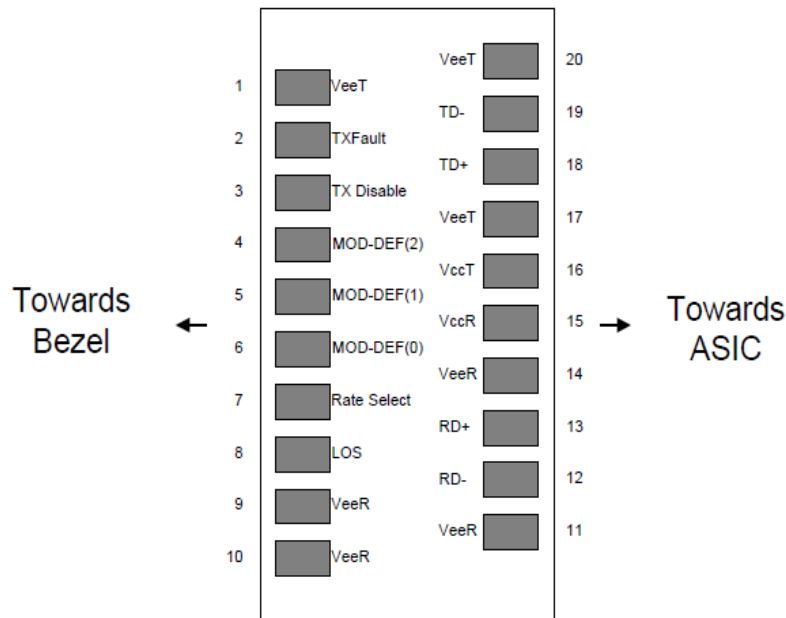 Towards
Bezel
1 VeeT
2 TXFault
3 TX Disable
4 MOD-DEF(2)
5 MOD-DEF(1)
6 MOD-DEF(0)
7 Rate Select
8 LOS
9 VeeR
10 VeeR
VeeT 20
TD- 19
TD+ 18
VeeT 17
VccT 16
VccR 15
VeeR 14
RD+ 13
RD- 12
VeeR 11
Towards
ASIC